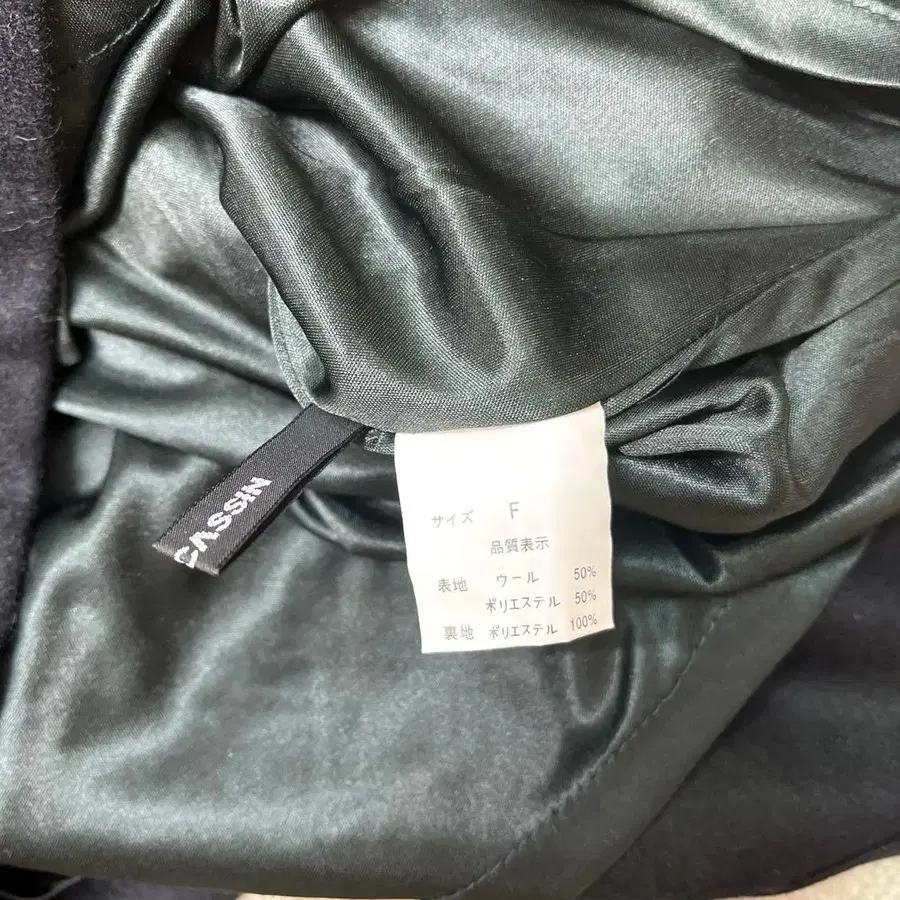 CASSIN
サイズ F
品質表示
表地 ウール 50%
ポリエステル 50%
裏地 ポリエステル 100%